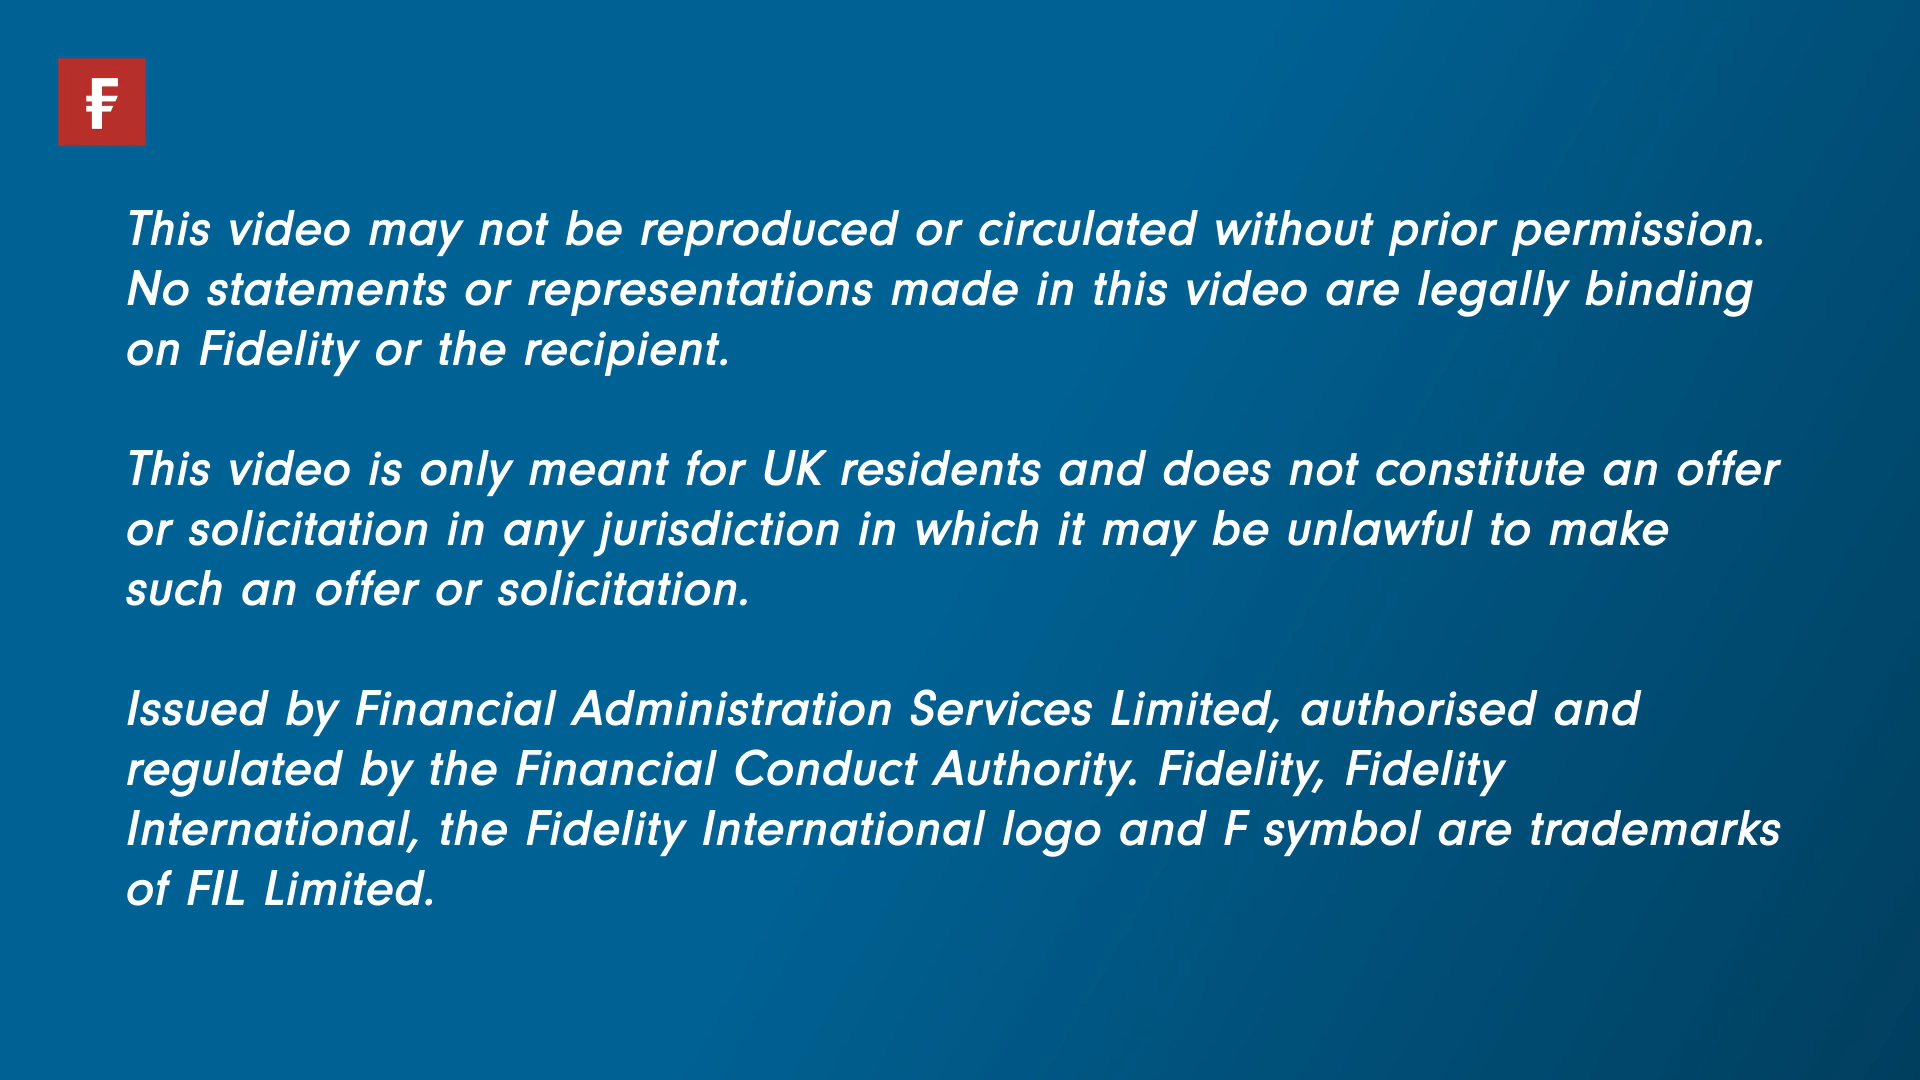 F
This video may not be reproduced or circulated without prior permission.
No statements or representations made in this video are legally binding
on Fidelity or the recipient.
This video is only meant for UK residents and does not constitute an offer
or solicitation in any jurisdiction in which it may be unlawful to make
such an offer or solicitation.
Issued by Financial Administration Services Limited, authorised and
regulated by the Financial Conduct Authority. Fidelity, Fidelity
International, the Fidelity International logo and F symbol are trademarks
of FIL Limited.